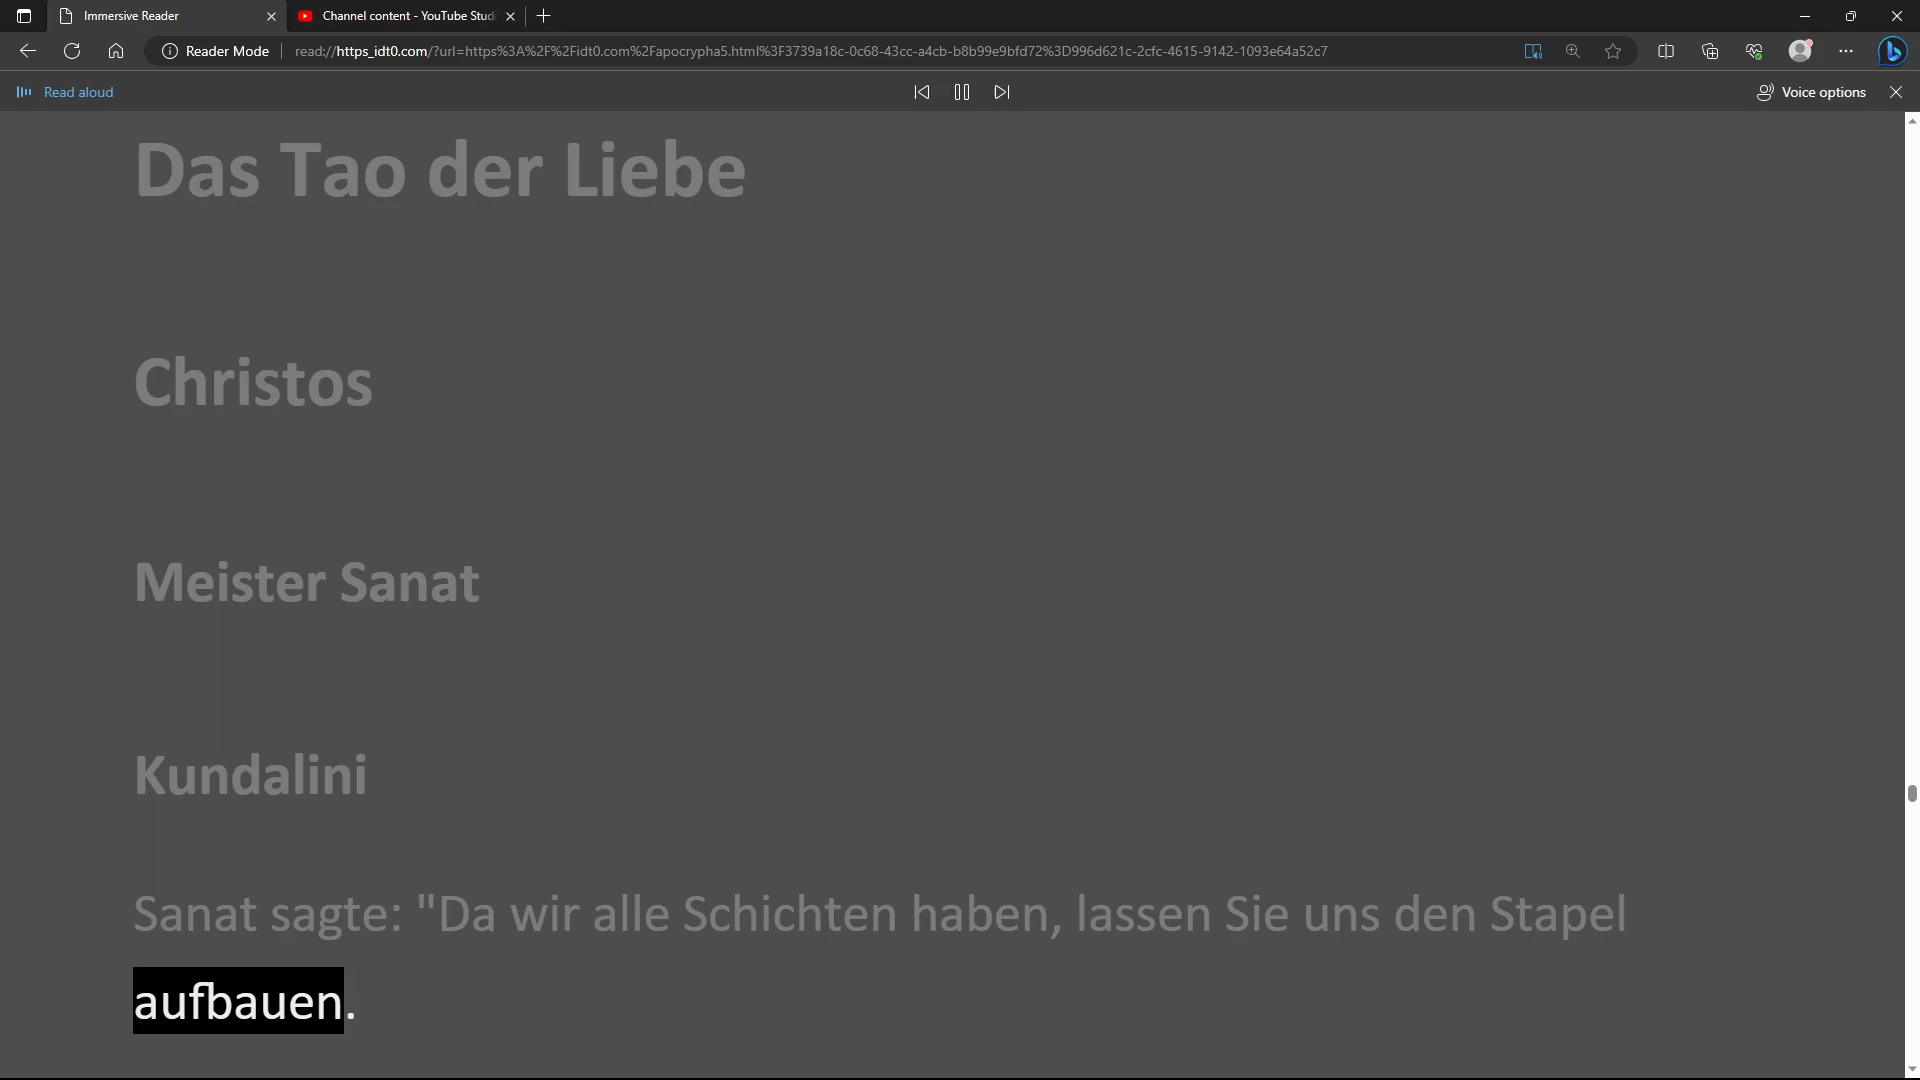 Immersive Reader
Channel content - YouTube Studi
Reader Mode
read://https_idt0.com/?url=https%3A%2F%2Fidt0.com%2Fapocrypha5.html%3F3739a18c-0c68-43cc-a4cb-b8b99e9bfd72%3D996d621c-2cfc-4615-9142-1093e64a52c7
Read aloud
Voice options
Das Tao der Liebe
Christos
Meister Sanat
Kundalini
Sanat sagte: "Da wir alle Schichten haben, lassen Sie uns den Stapel
aufbauen.